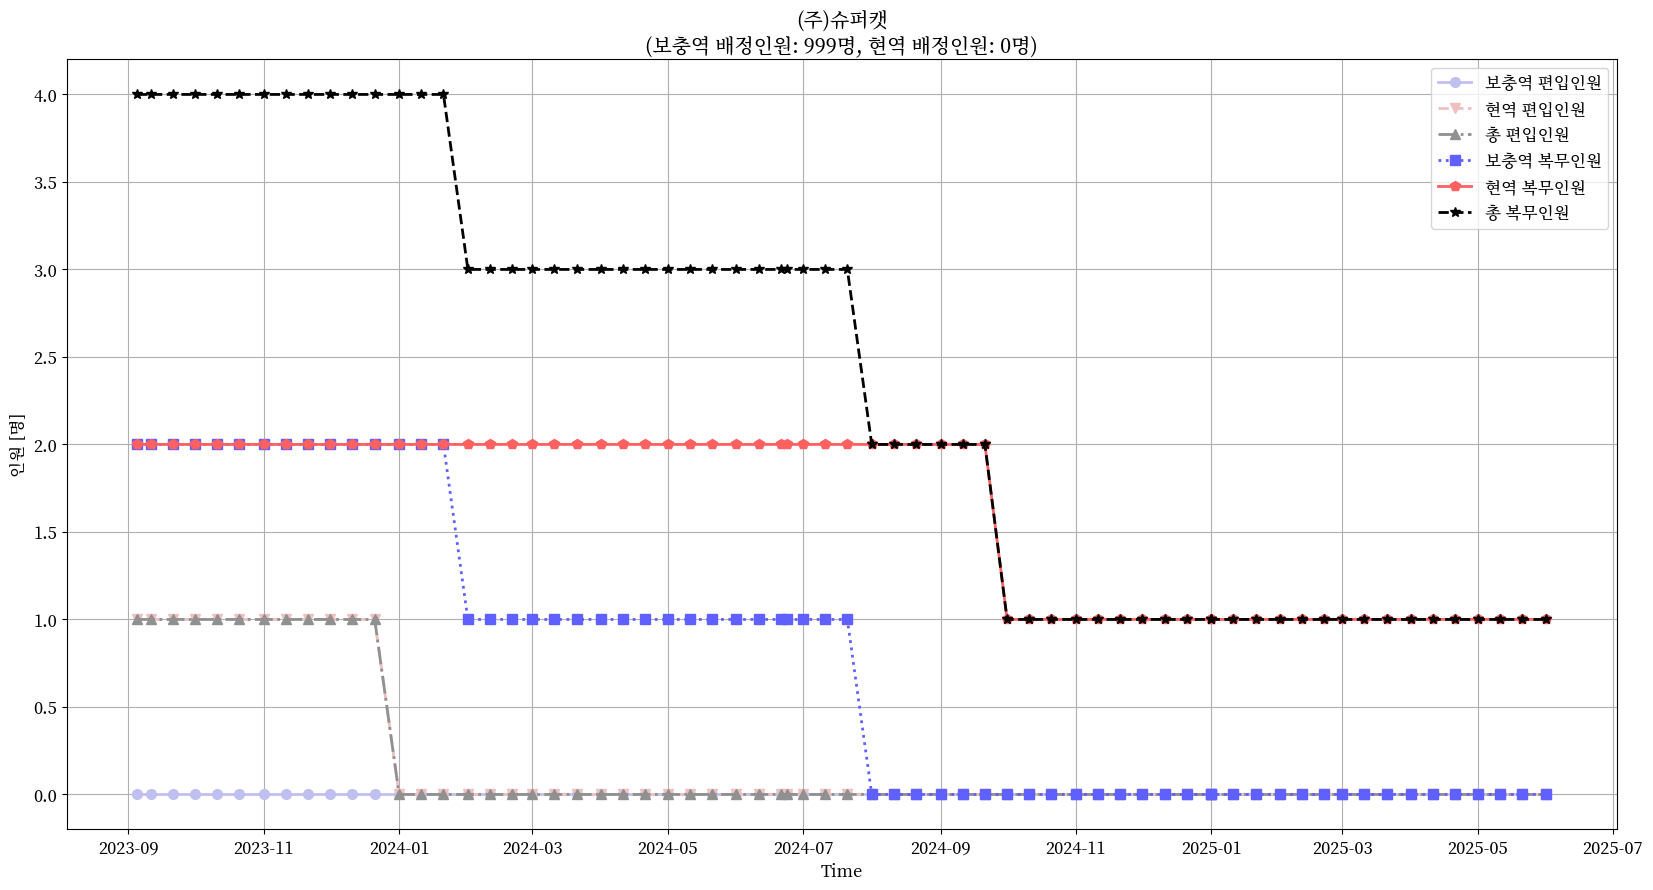 (주)슈퍼캣
(보충역 배정인원: 999명, 현역 배정인원: 0명)
보충역 편입인원
현역 편입인원
총 편입인원
보충역 복무인원
현역 복무인원
총 복무인원
인원 [명]
4.0
3.5
3.0
2.5
2.0
1.5
1.0
0.5
0.0
2023-09 2023-11 2024-01 2024-03 2024-05 2024-07 2024-09 2024-11 2025-01 2025-03 2025-05 2025-07
Time